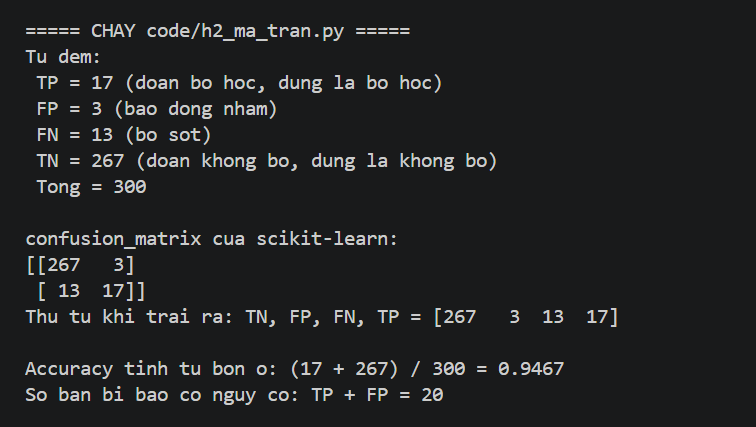 ===== CHAY code/h2_ma_tran.py =====
Tu dem:
 TP = 17 (doan bo hoc, dung la bo hoc)
 FP = 3 (bao dong nham)
 FN = 13 (bo sot)
 TN = 267 (doan khong bo, dung la khong bo)
 Tong = 300

confusion_matrix cua scikit-learn:
[[267   3]
 [ 13  17]]
Thu tu khi trai ra: TN, FP, FN, TP = [267   3  13  17]

Accuracy tinh tu bon o: (17 + 267) / 300 = 0.9467
So ban bi bao co nguy co: TP + FP = 20